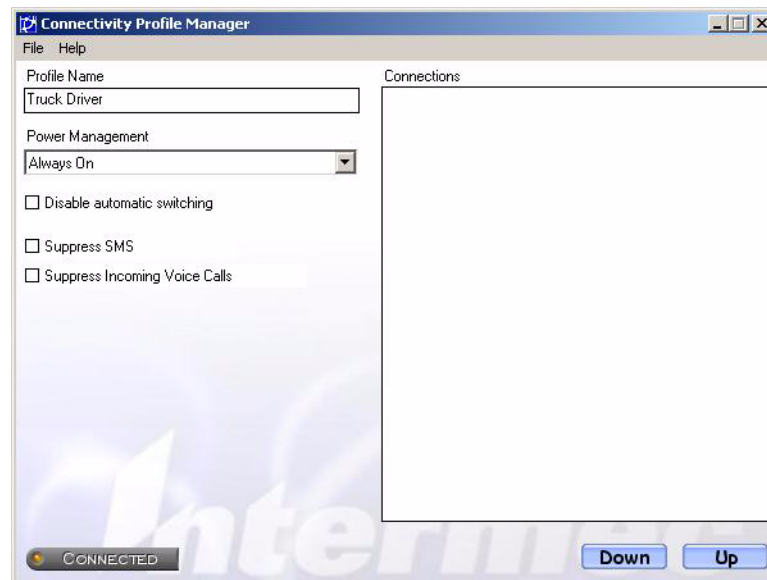 Connectivity Profile Manager
File Help
Profile Name
Truck Driver
Power Management
Always On
Disable automatic switching
Suppress SMS
Suppress Incoming Voice Calls
Connections
Intermec
CONNECTED
Down Up